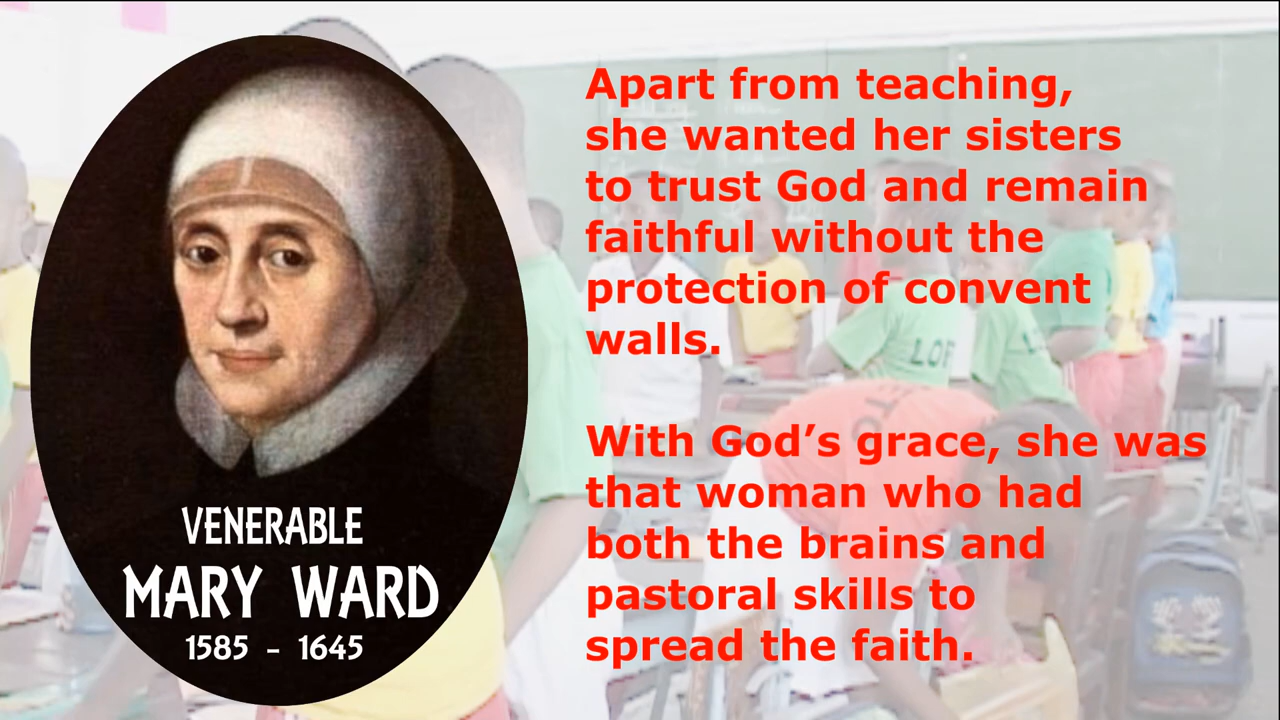 VENERABLE
MARY WARD
1585 – 1645
Apart from teaching,
she wanted her sisters
to trust God and remain
faithful without the
protection of convent
walls.
With God’s grace, she was
that woman who had
both the brains and
pastoral skills to
spread the faith.